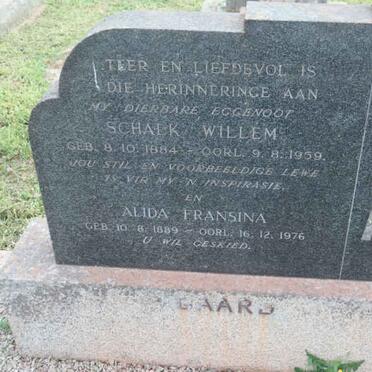 TEER EN LIEFDEVOL IS
DIE HERINNERINGE AAN
MY DIERBARE EGGENOOT
SCHALK WILLEM
GEB. 8. 10. 1884 - OORL. 9. 8. 1959.
JOU STIL EN VOORBEELDIGE LEWE
IS VIR MY 'N INSPIRASIE.
EN
ALIDA FRANSINA
GEB. 10. 8. 1889 - OORL. 16. 12. 1976
U WIL GESKIED.